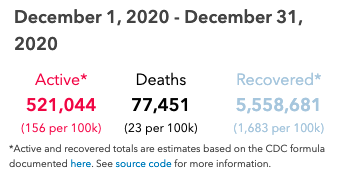 December 1, 2020 - December 31,
2020
Active* Deaths Recovered*
521,044 77,451 5,558,681
(156 per 100k) (23 per 100k) (1,683 per 100k)
*Active and recovered totals are estimates based on the CDC formula
documented here. See source code for more information.